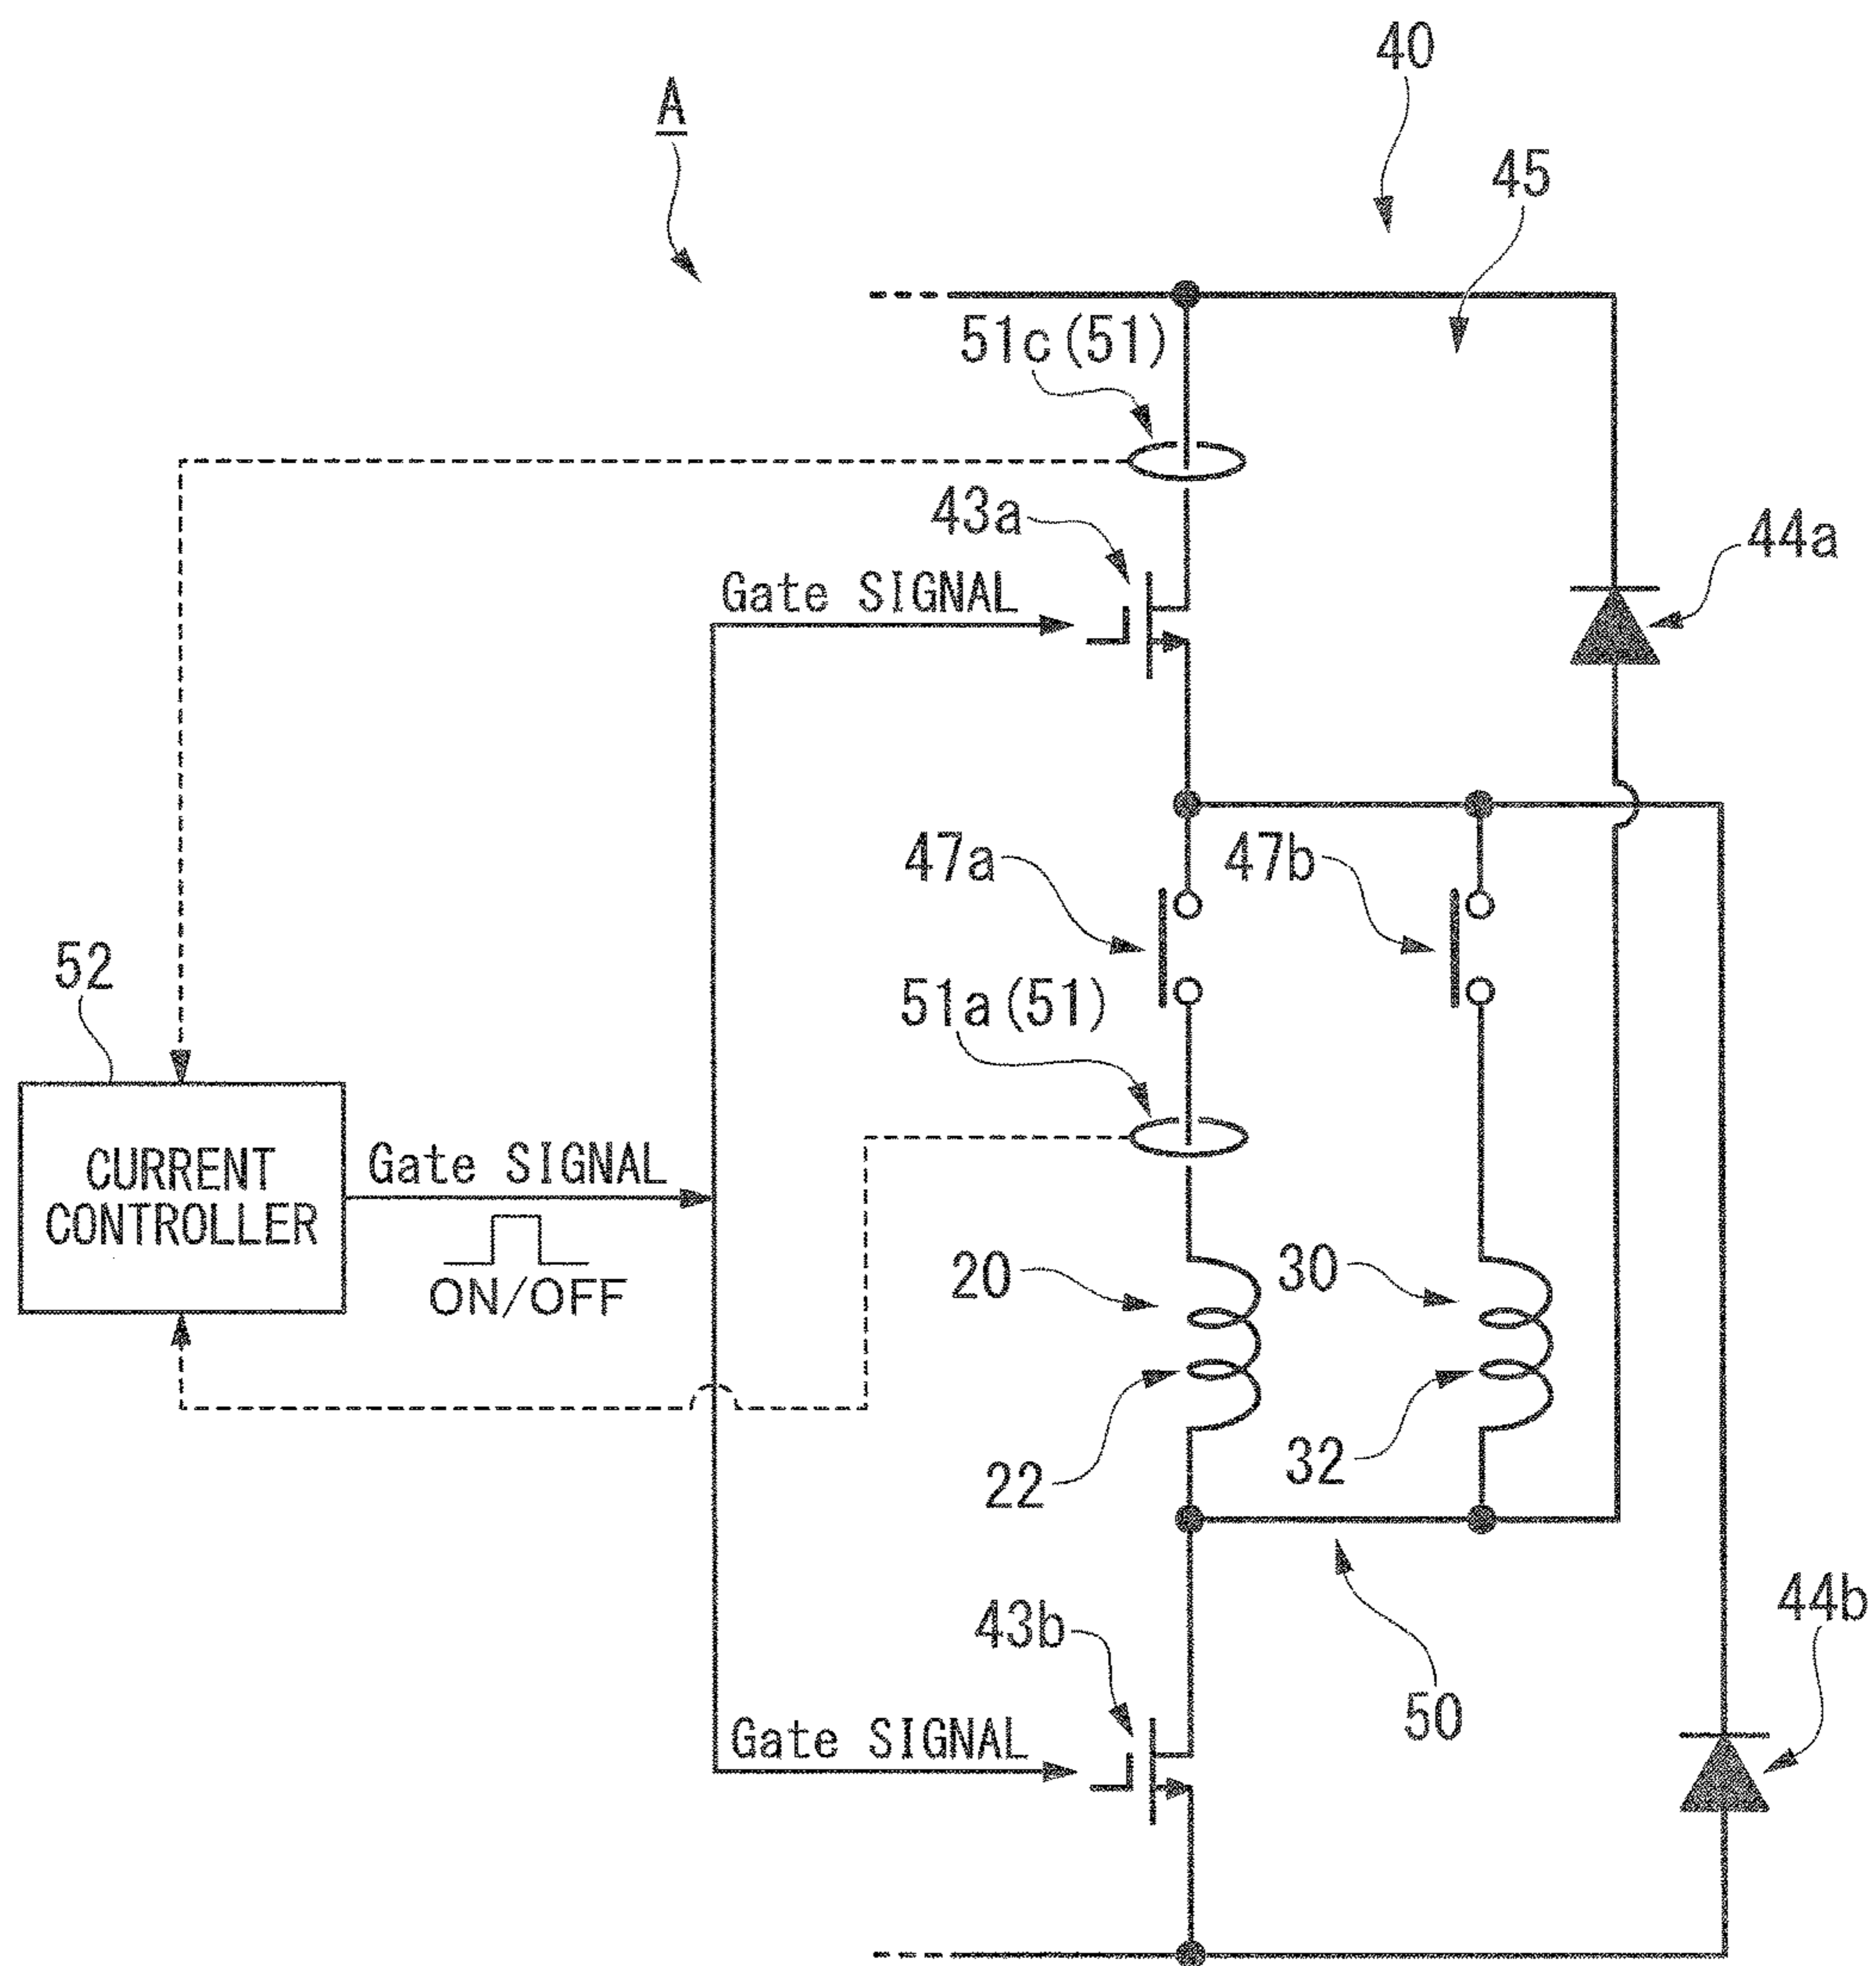 40
A
45
51c(51)
43a
44a
Gate SIGNAL
47a
47b
52
51a(51)
CURRENT
CONTROLLER
Gate SIGNAL
ON/OFF
20
30
22
32
43b
44b
50
Gate SIGNAL